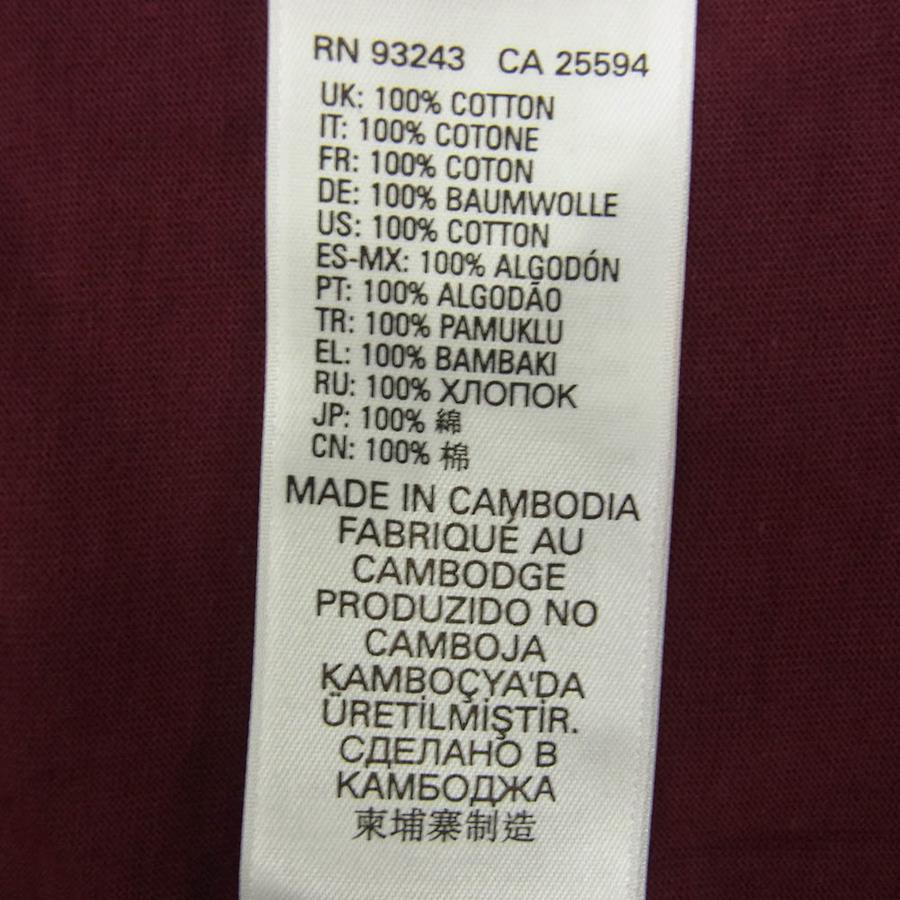 RN 93243 CA 25594
UK: 100% COTTON
IT: 100% COTONE
FR: 100% COTON
DE: 100% BAUMWOLLE
US: 100% COTTON
ES-MX: 100% ALGODÓN
PT: 100% ALGODÃO
TR: 100% PAMUKLU
EL: 100% BAMBAKI
RU: 100% ХЛОПОК
JP: 100% 綿
CN: 100% 棉
MADE IN CAMBODIA
FABRIQUÉ AU
CAMBODGE
PRODUZIDO NO
CAMBOJA
KAMBOÇYA'DA
ÜRETİLMİŞTİR.
СДЕЛАНО В
КАМБОДЖА
柬埔寨制造